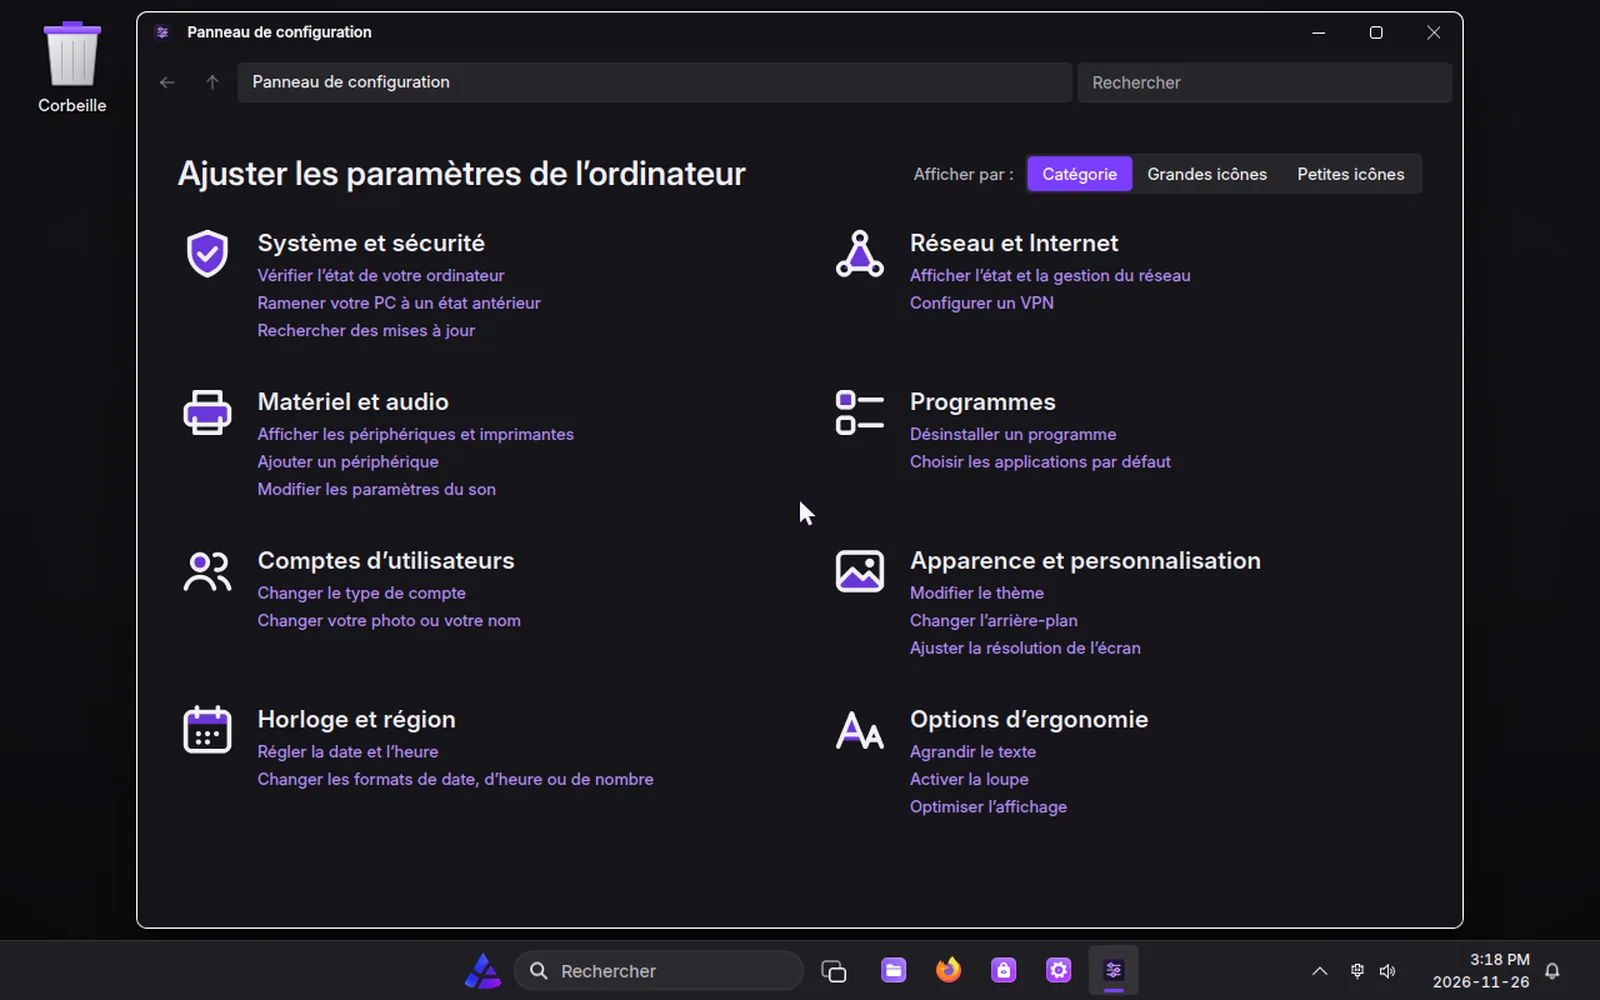 Corbeille
Panneau de configuration
Panneau de configuration
Rechercher
Ajuster les paramètres de l’ordinateur
Afficher par :
Catégorie
Grandes icônes
Petites icônes
Système et sécurité
Vérifier l’état de votre ordinateur
Ramener votre PC à un état antérieur
Rechercher des mises à jour
Réseau et Internet
Afficher l’état et la gestion du réseau
Configurer un VPN
Matériel et audio
Afficher les périphériques et imprimantes
Ajouter un périphérique
Modifier les paramètres du son
Programmes
Désinstaller un programme
Choisir les applications par défaut
Comptes d’utilisateurs
Changer le type de compte
Changer votre photo ou votre nom
Apparence et personnalisation
Modifier le thème
Changer l’arrière-plan
Ajuster la résolution de l’écran
Horloge et région
Régler la date et l’heure
Changer les formats de date, d’heure ou de nombre
Options d’ergonomie
Agrandir le texte
Activer la loupe
Optimiser l’affichage
Rechercher
3:18 PM
2026-11-26